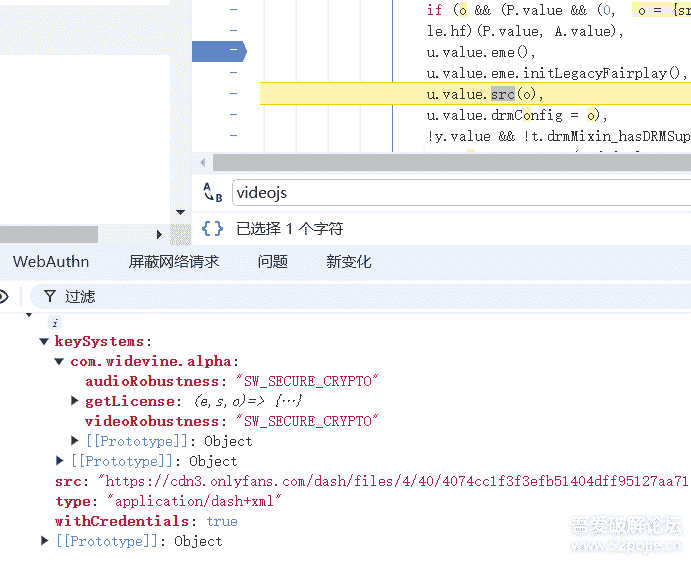 if (o && (P.value && (0, o = {sr
le.hf)(P.value, A.value),
u.value.eme(),
u.value.eme.initLegacyFairplay(),
u.value.src(o),
u.value.drmConfig = o),
!y.value && !t.drmMixin_hasDRMSup
videojs
{} 已选择 1 个字符
WebAuthn 屏蔽网络请求 问题 新变化
过滤
i
keySystems:
com.widevine.alpha:
audioRobustness: "SW_SECURE_CRYPTO"
getLicense: (e,s,o)=> {…}
videoRobustness: "SW_SECURE_CRYPTO"
[[Prototype]]: Object
[[Prototype]]: Object
src: "https://cdn3.onlyfans.com/dash/files/4/40/4074cc1f3f3efb51404dff95127aa71
type: "application/dash+xml"
withCredentials: true
[[Prototype]]: Object
吾爱破解论坛
www.52pojie.cn